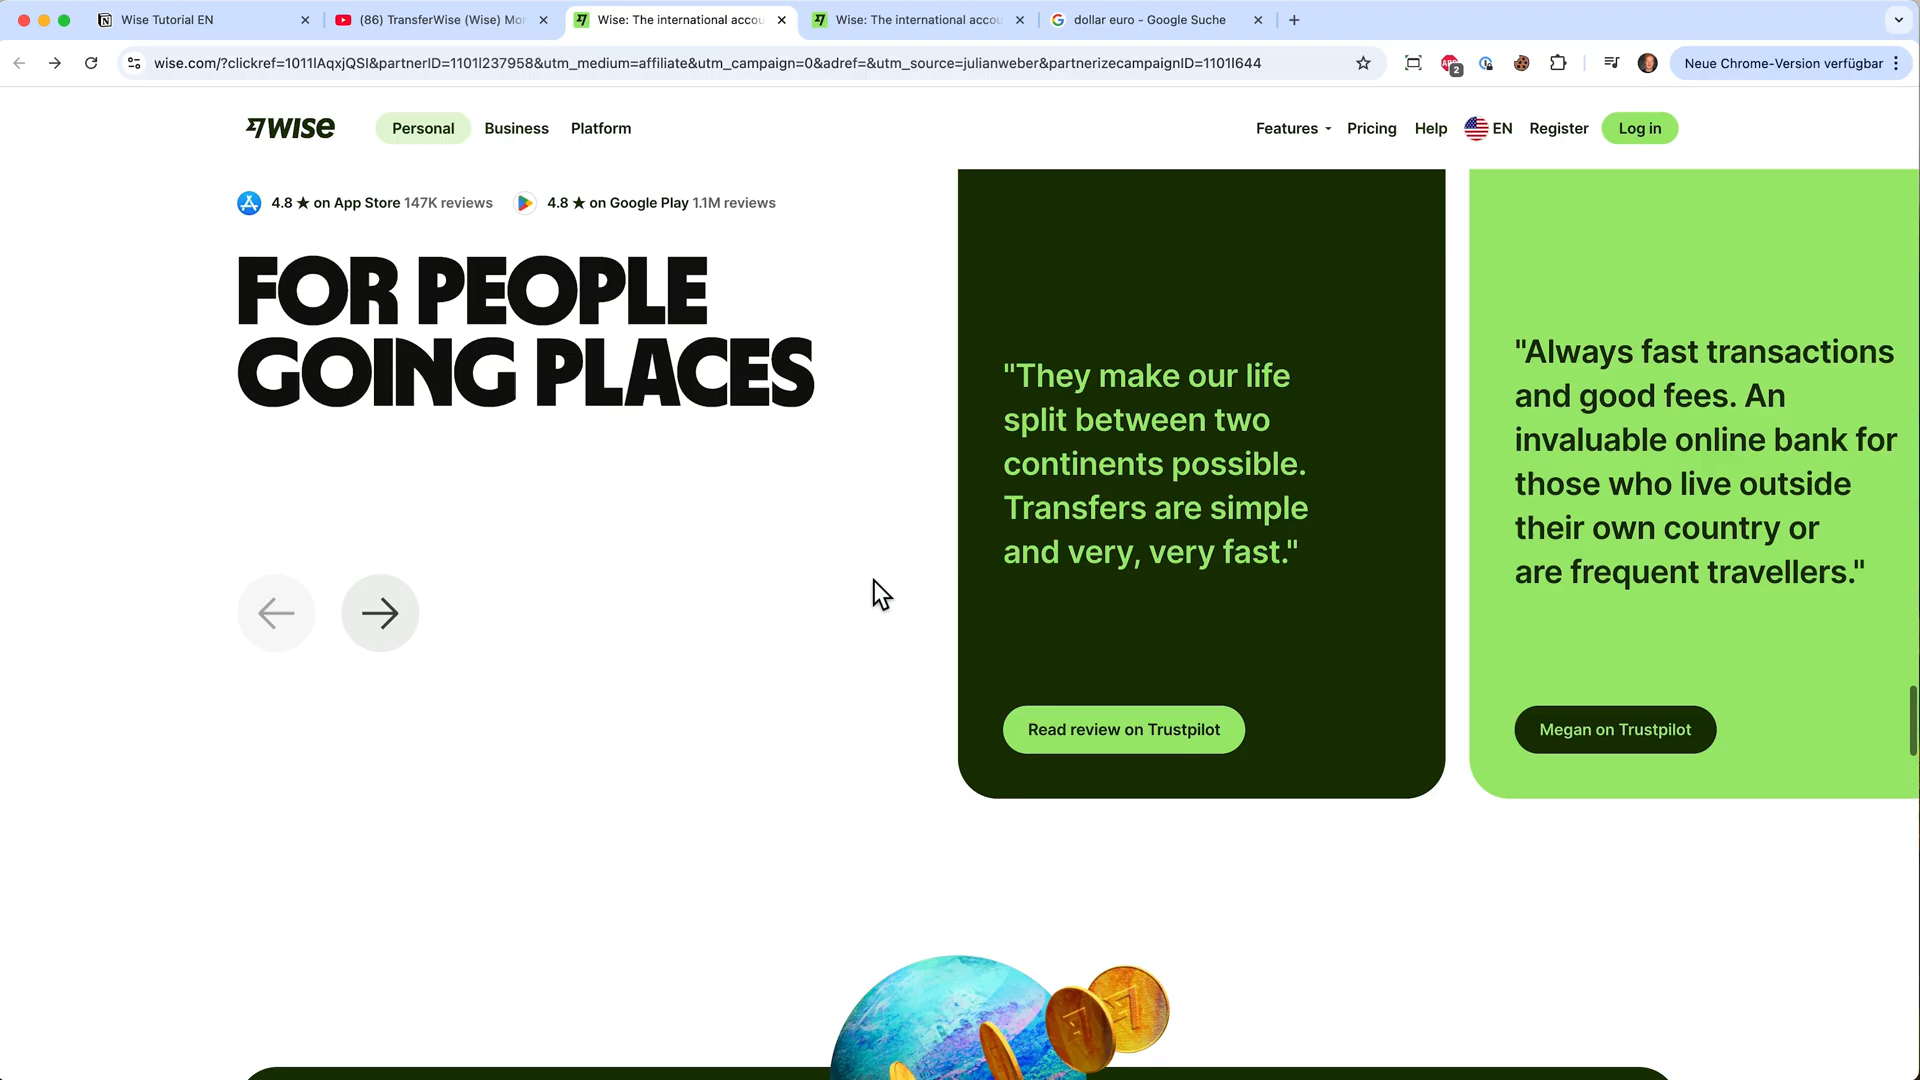 Wise Tutorial EN
(86) TransferWise (Wise) Mo
Wise: The international accou
Wise: The international accou
dollar euro - Google Suche
wise.com/?clickref=1011lAqxjQSI&partnerID=1101l237958&utm_medium=affiliate&utm_campaign=0&adref=&utm_source=julianweber&partnerizecampaignID=1101l644
2
Neue Chrome-Version verfügbar
WISE
Personal
Business
Platform
Features
Pricing
Help
EN
Register
Log in
4.8 ★ on App Store 147K reviews
4.8 ★ on Google Play 1.1M reviews
FOR PEOPLE
GOING PLACES
"They make our life
split between two
continents possible.
Transfers are simple
and very, very fast."
Read review on Trustpilot
"Always fast transactions
and good fees. An
invaluable online bank for
those who live outside
their own country or
are frequent travellers."
Megan on Trustpilot